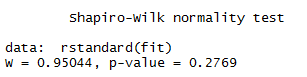 Shapiro-Wilk normality test
data:  rstandard(fit)
W = 0.95044, p-value = 0.2769